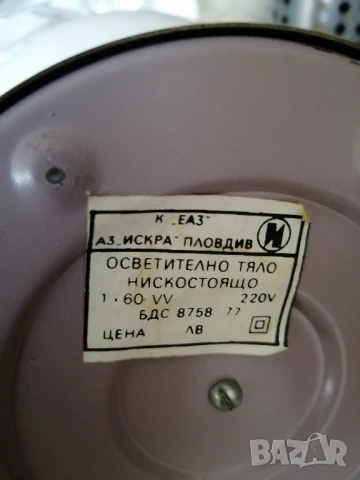 К „ЕАЗ"
АЗ„ИСКРА" ПЛОВДИВ
ОСВЕТИТЕЛНО ТЯЛО
НИСКОСТОЯЩО
1·60 VV 220V
БДС 8758 77
ЦЕНА ЛВ
BAZAR